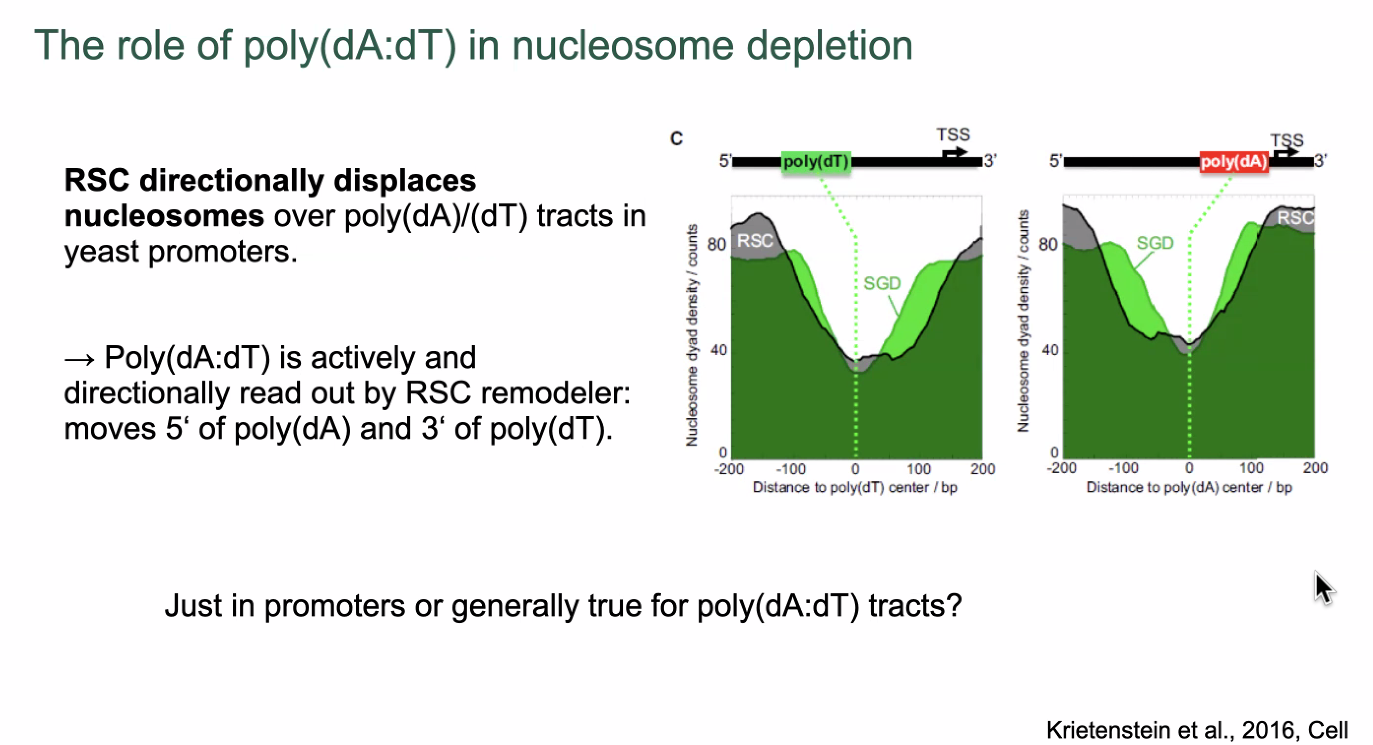 The role of poly(dA:dT) in nucleosome depletion
RSC directionally displaces
nucleosomes over poly(dA)/(dT) tracts in
yeast promoters.
→ Poly(dA:dT) is actively and
directionally read out by RSC remodeler:
moves 5‘ of poly(dA) and 3‘ of poly(dT).
C
TSS
5' poly(dT) 3'
Nucleosome dyad density / counts
80
40
0
RSC
SGD
-200 -100 0 100 200
Distance to poly(dT) center / bp
TSS
5' poly(dA) 3'
Nucleosome dyad density / counts
80
40
0
SGD
RSC
-200 -100 0 100 200
Distance to poly(dA) center / bp
Just in promoters or generally true for poly(dA:dT) tracts?
Krietenstein et al., 2016, Cell